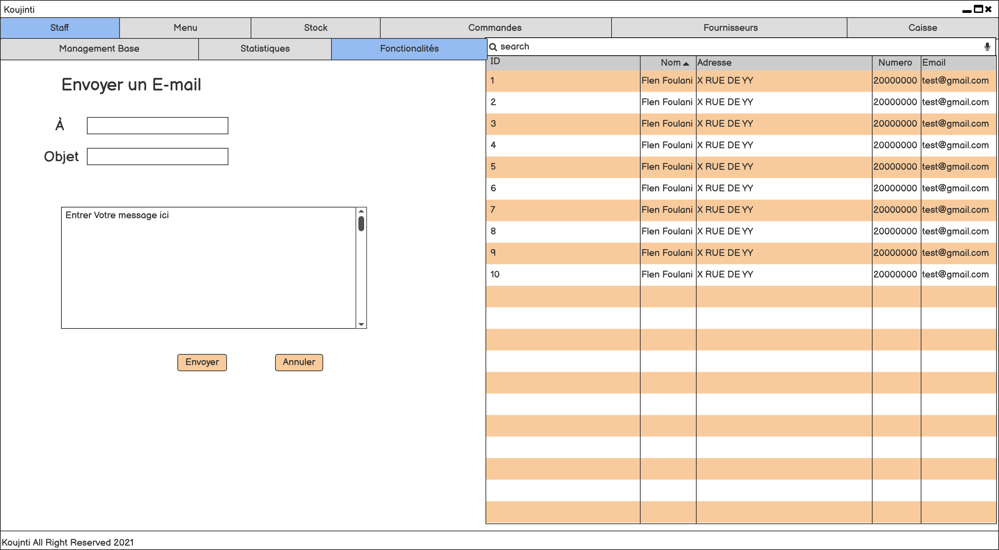 Koujinti
Staff Menu Stock Commandes Fournisseurs Caisse
Management Base Statistiques Fonctionalités
search
Envoyer un E-mail
À
Objet
Entrer Votre message ici
Envoyer Annuler
ID Nom Adresse Numero Email
1 Flen Foulani X RUE DE YY 20000000 test@gmail.com
2 Flen Foulani X RUE DE YY 20000000 test@gmail.com
3 Flen Foulani X RUE DE YY 20000000 test@gmail.com
4 Flen Foulani X RUE DE YY 20000000 test@gmail.com
5 Flen Foulani X RUE DE YY 20000000 test@gmail.com
6 Flen Foulani X RUE DE YY 20000000 test@gmail.com
7 Flen Foulani X RUE DE YY 20000000 test@gmail.com
8 Flen Foulani X RUE DE YY 20000000 test@gmail.com
9 Flen Foulani X RUE DE YY 20000000 test@gmail.com
10 Flen Foulani X RUE DE YY 20000000 test@gmail.com
Koujnti All Right Reserved 2021